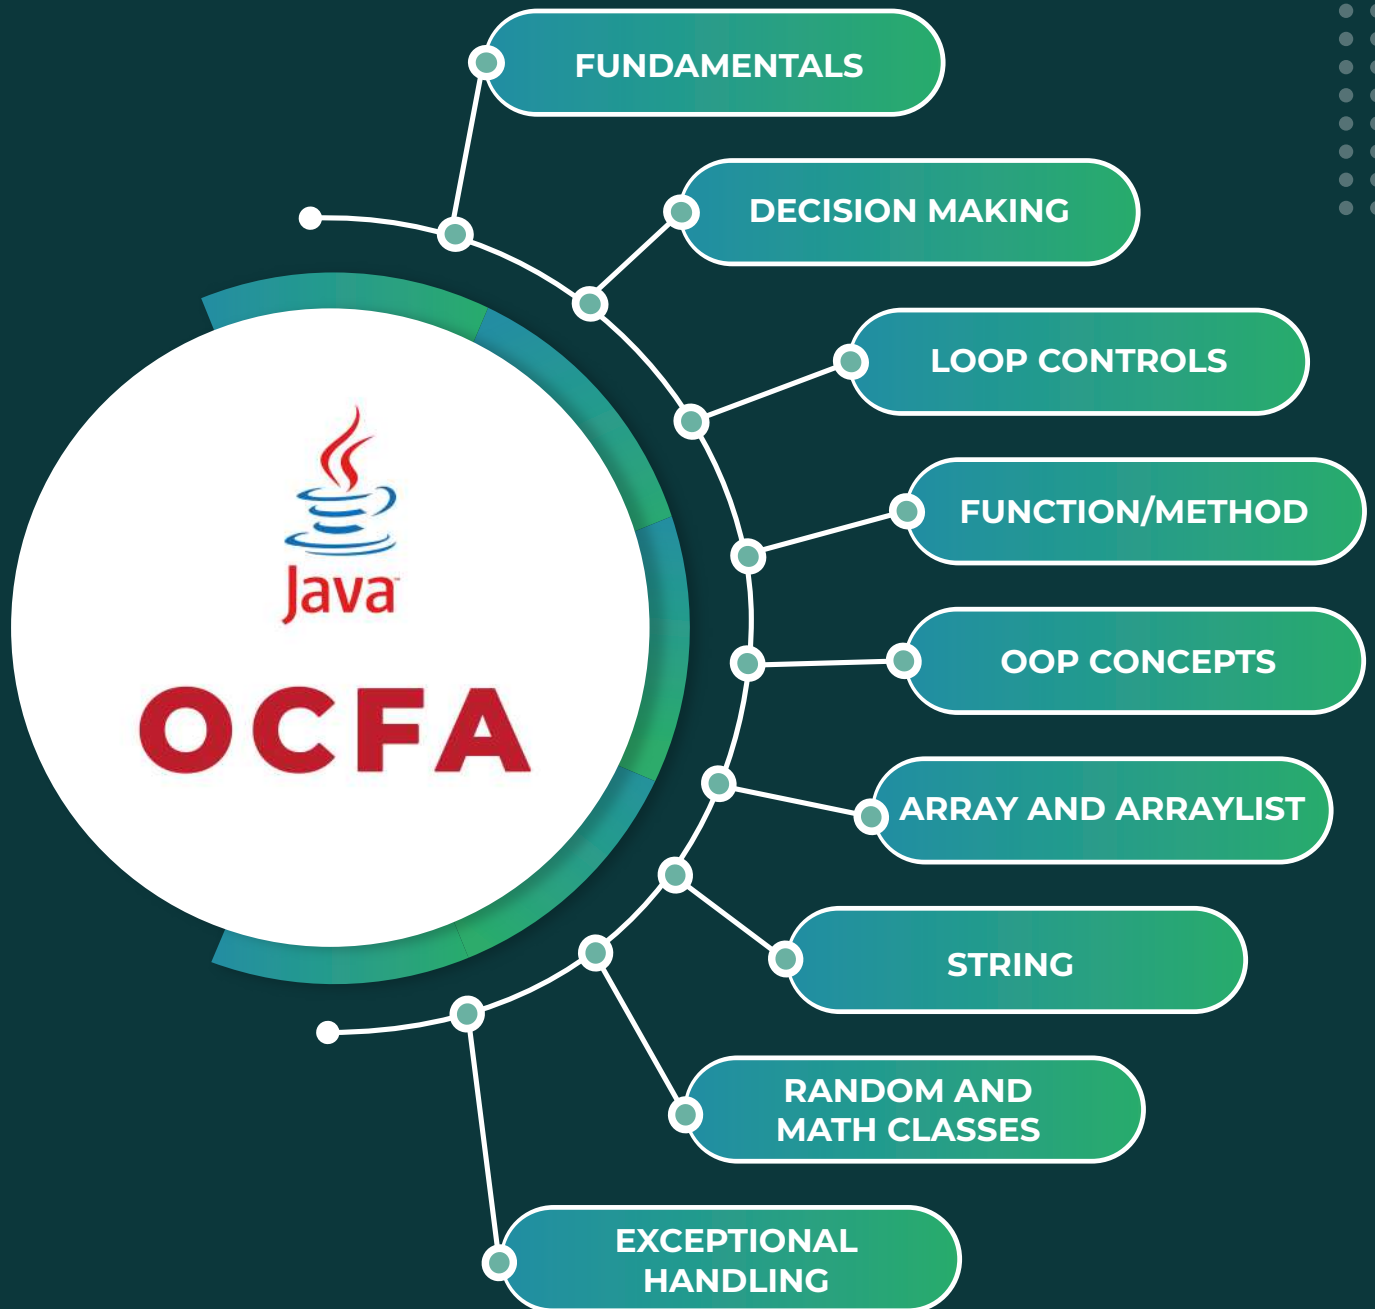 FUNDAMENTALS
DECISION MAKING
LOOP CONTROLS
FUNCTION/METHOD
OOP CONCEPTS
ARRAY AND ARRAYLIST
STRING
RANDOM AND
MATH CLASSES
EXCEPTIONAL
HANDLING
Java™
OCFA